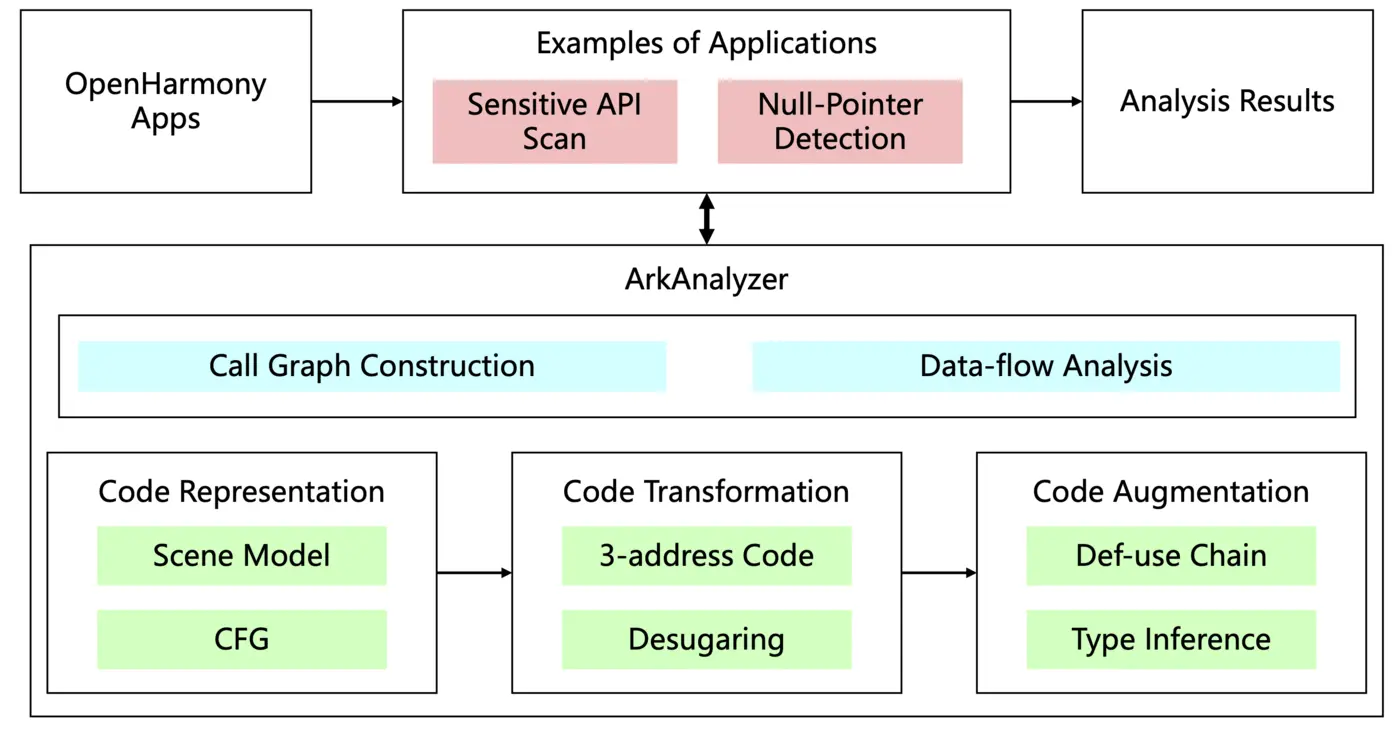 OpenHarmony
Apps
Examples of Applications
Sensitive API
Scan
Null-Pointer
Detection
Analysis Results
ArkAnalyzer
Call Graph Construction
Data-flow Analysis
Code Representation
Scene Model
CFG
Code Transformation
3-address Code
Desugaring
Code Augmentation
Def-use Chain
Type Inference